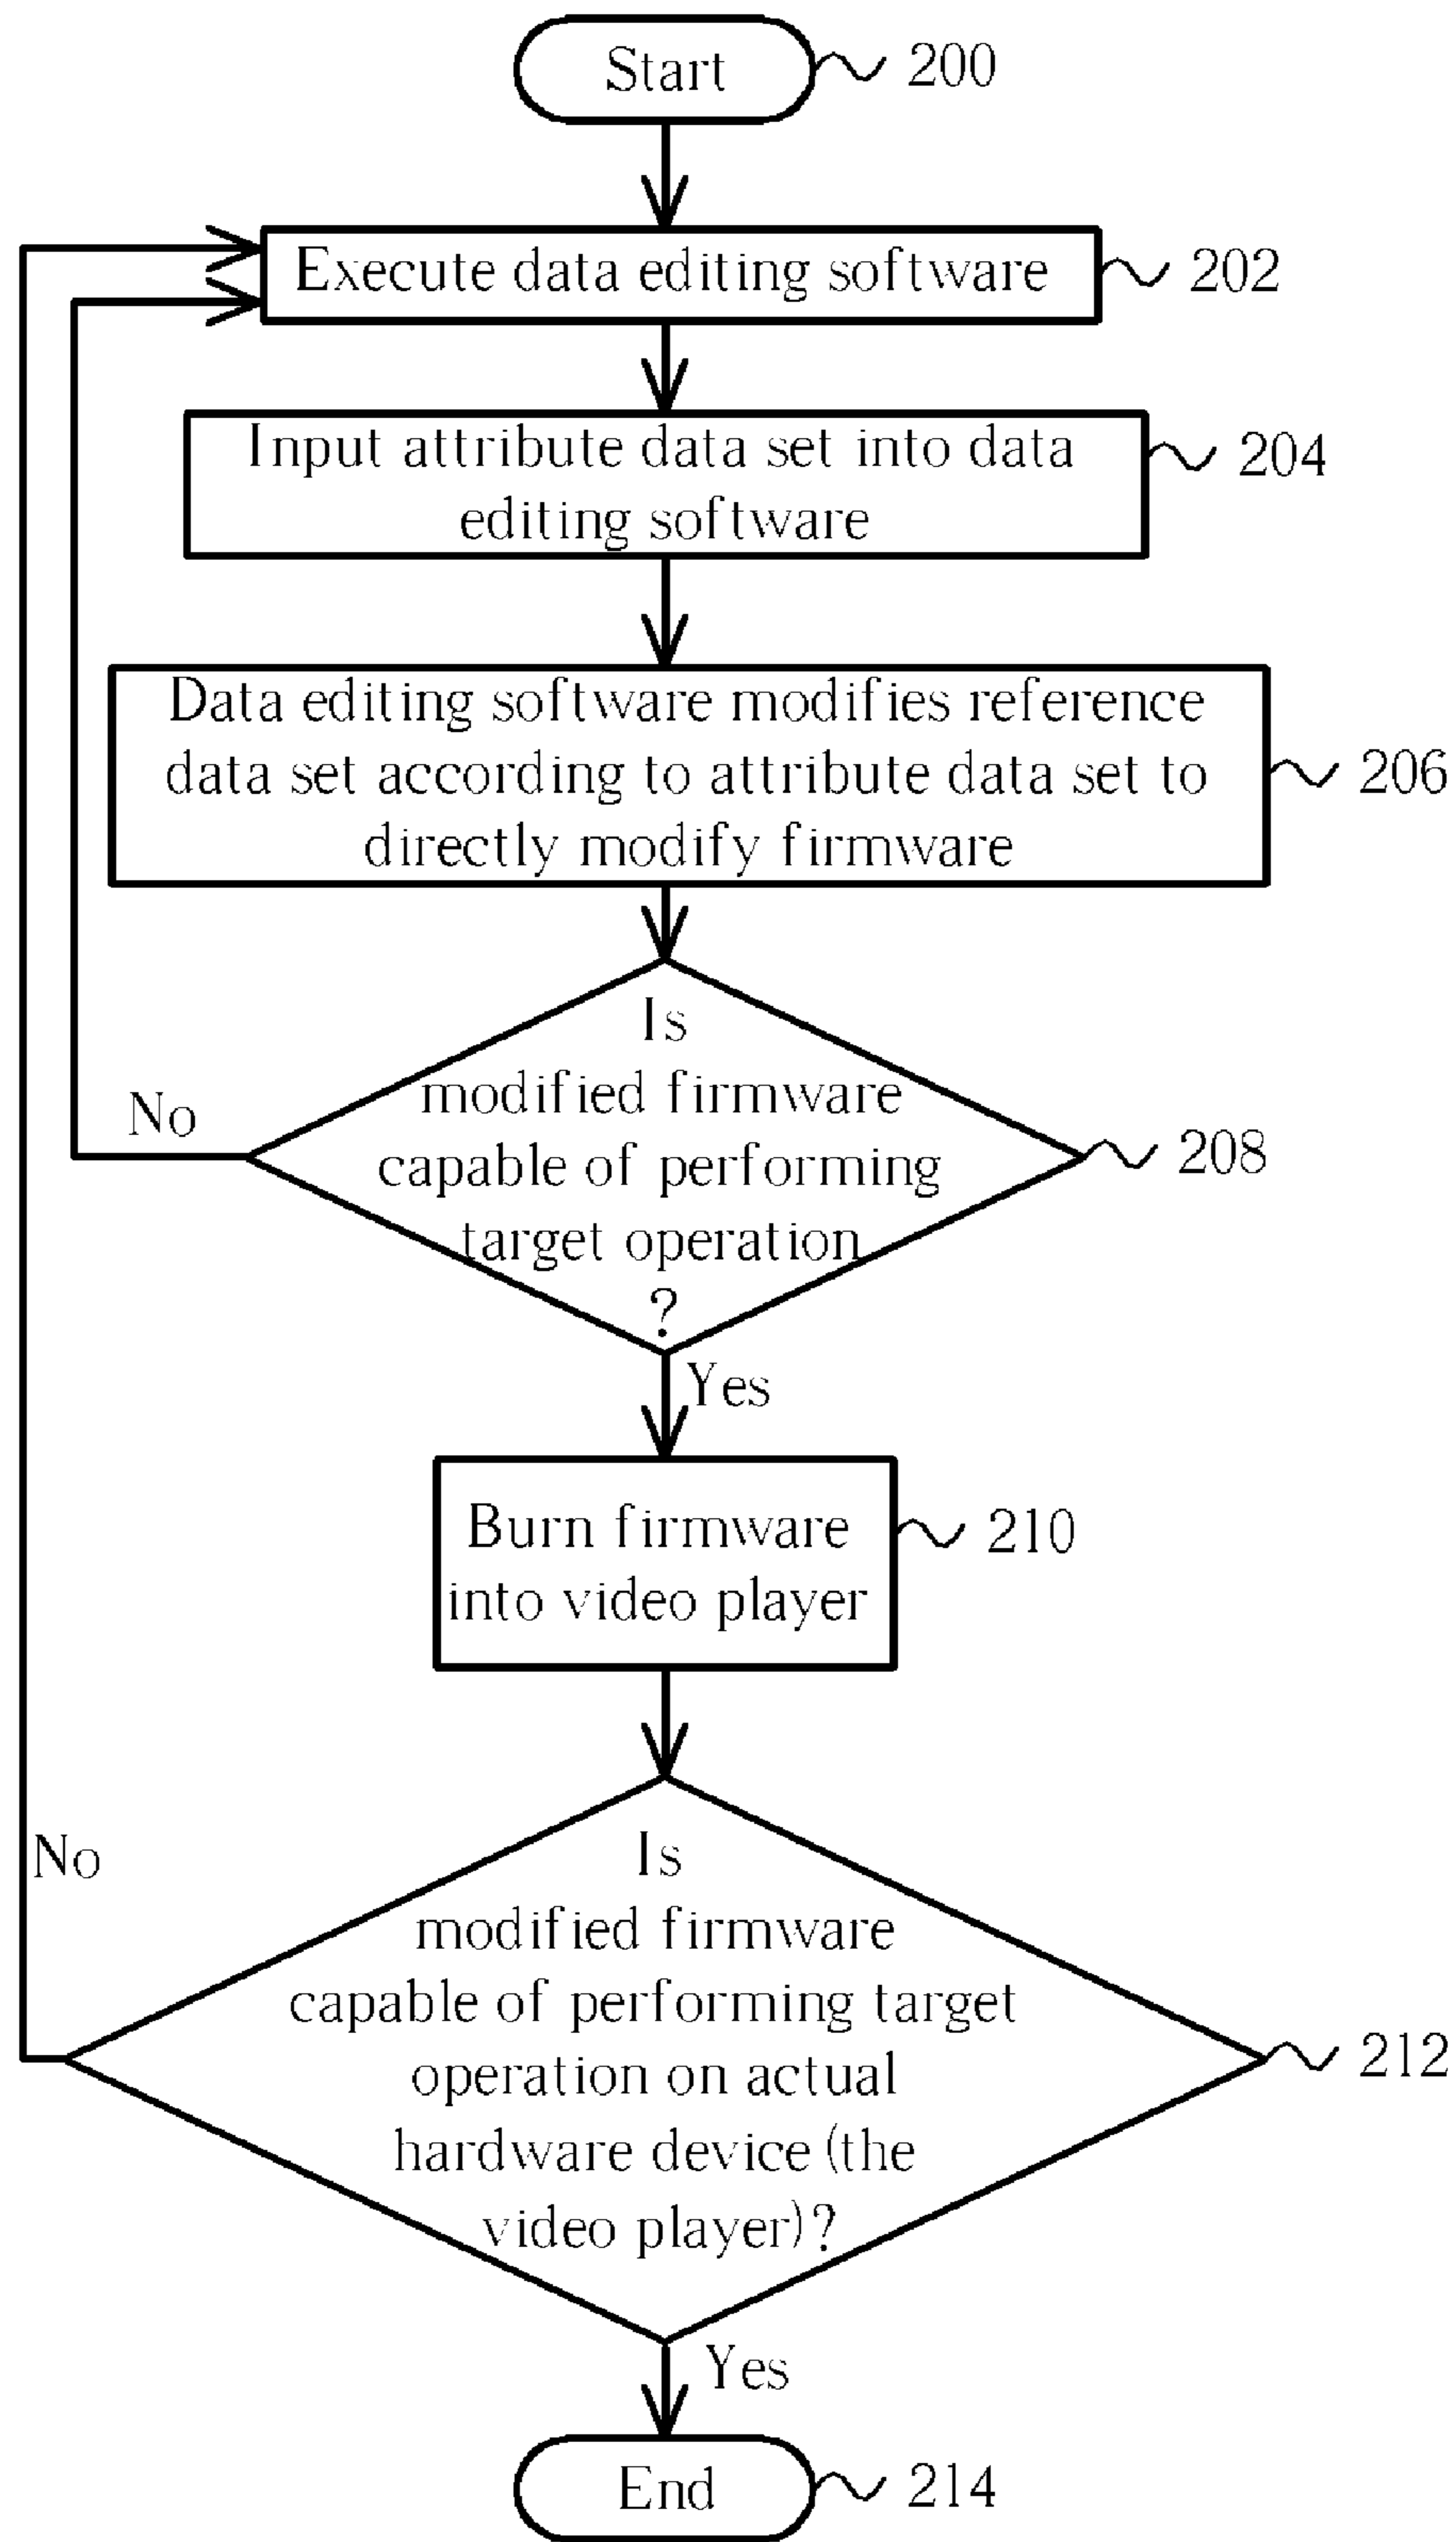 Start
200
Execute data editing software
202
Input attribute data set into data
editing software
204
Data editing software modifies reference
data set according to attribute data set to
directly modify firmware
206
Is
modified firmware
capable of performing
target operation
?
208
No
Yes
Burn firmware
into video player
210
Is
modified firmware
capable of performing target
operation on actual
hardware device (the
video player)?
212
No
Yes
End
214